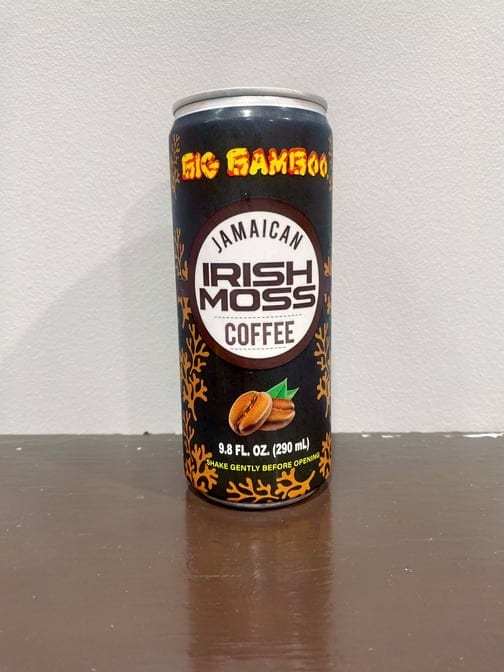 BIG BAMBOO
JAMAICAN
IRISH
MOSS
COFFEE
9.8 FL. OZ. (290 mL)
SHAKE GENTLY BEFORE OPENING